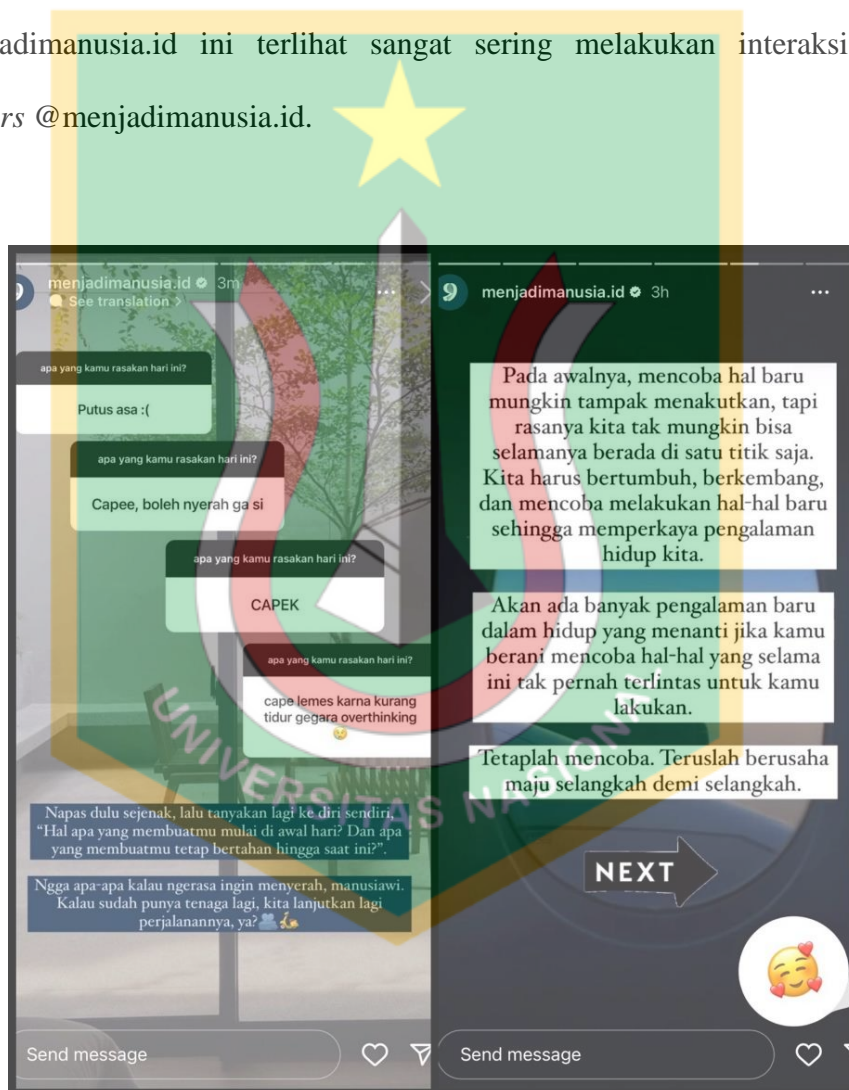 adimanusia.id ini terlihat sangat sering melakukan interaksi
rs @menjadimanusia.id.
menjadimanusia.id 3m
See translation >
apa yang kamu rasakan hari ini?
Putus asa :(
apa yang kamu rasakan hari ini?
Capee, boleh nyerah ga si
apa yang kamu rasakan hari ini?
CAPEK
apa yang kamu rasakan hari ini?
cape lemes karna kurang
tidur gegara overthinking
😢
Napas dulu sejenak, lalu tanyakan lagi ke diri sendiri,
“Hal apa yang membuatmu mulai di awal hari? Dan apa
yang membuatmu tetap bertahan hingga saat ini?”.
Ngga apa-apa kalau ngerasa ingin menyerah, manusiawi.
Kalau sudah punya tenaga lagi, kita lanjutkan lagi
perjalanannya, ya?🫂💪
Send message
menjadimanusia.id 3h
Pada awalnya, mencoba hal baru
mungkin tampak menakutkan, tapi
rasanya kita tak mungkin bisa
selamanya berada di satu titik saja.
Kita harus bertumbuh, berkembang,
dan mencoba melakukan hal-hal baru
sehingga memperkaya pengalaman
hidup kita.
Akan ada banyak pengalaman baru
dalam hidup yang menanti jika kamu
berani mencoba hal-hal yang selama
ini tak pernah terlintas untuk kamu
lakukan.
Tetaplah mencoba. Teruslah berusaha
maju selangkah demi selangkah.
NEXT
Send message
UNIVERSITAS NASIONAL